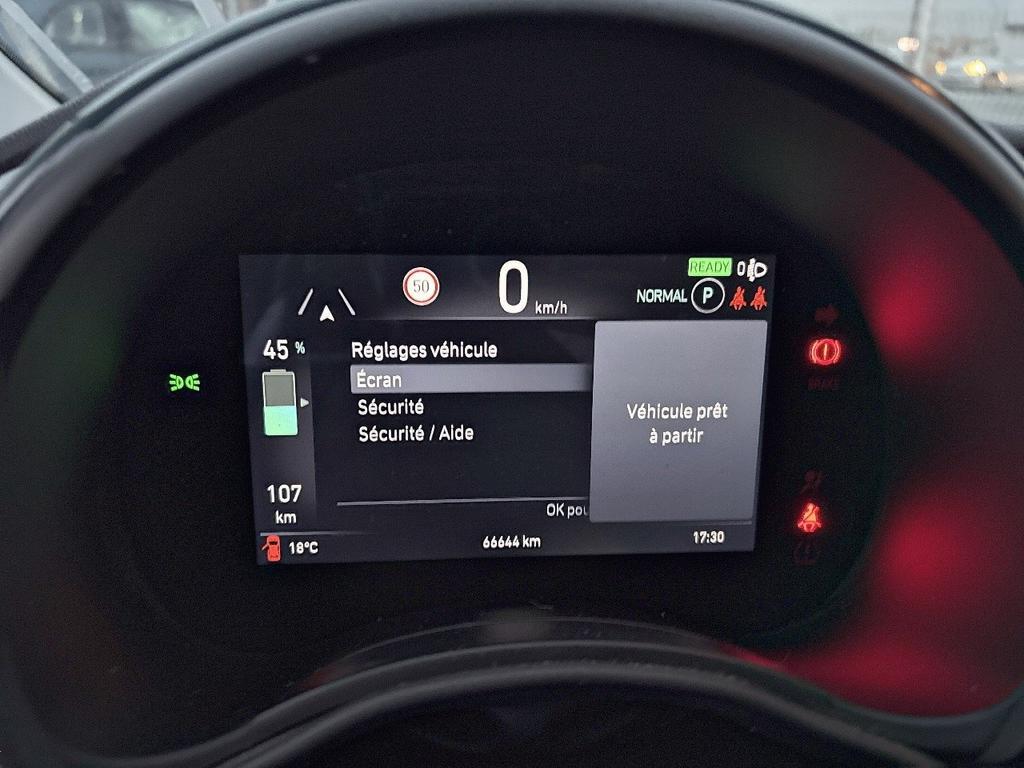 READY
50
0 km/h
NORMAL P
45 %
Réglages véhicule
Écran
Sécurité
Sécurité / Aide
Véhicule prêt
à partir
BRAKE
107
km
OK pou
18°C
66644 km
17:30